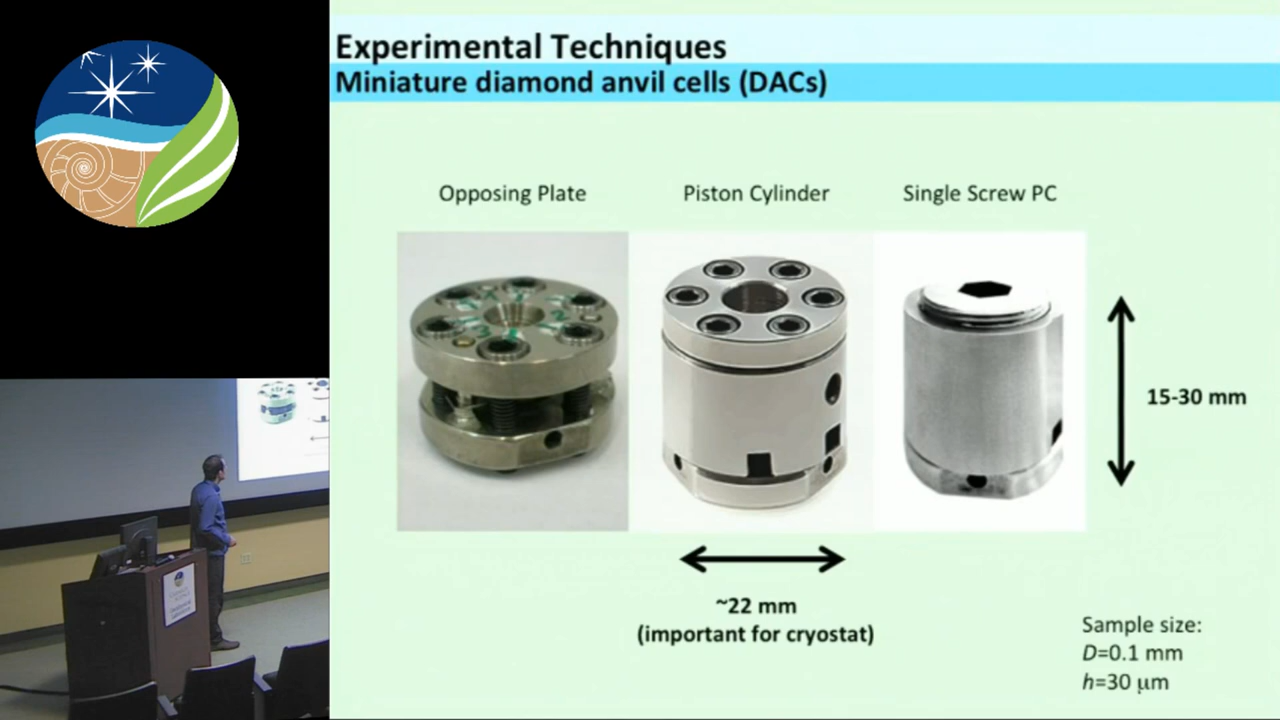 Experimental Techniques
Miniature diamond anvil cells (DACs)
Opposing Plate
Piston Cylinder
Single Screw PC
15-30 mm
~22 mm
(important for cryostat)
Sample size:
D=0.1 mm
h=30 µm